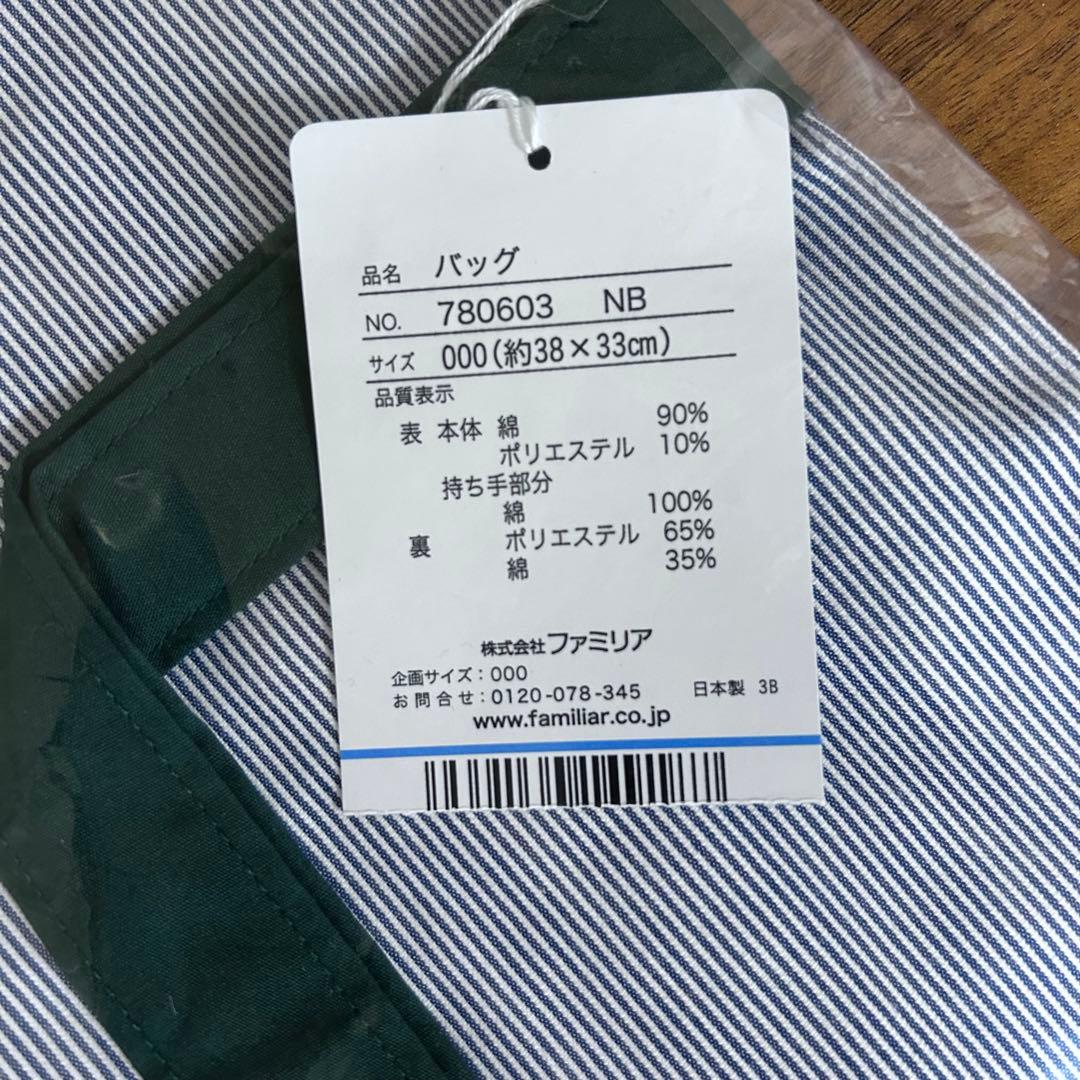 品名 バッグ
NO. 780603 NB
サイズ 000(約38×33cm)
品質表示
表 本体 綿 90%
ポリエステル 10%
持ち手部分
綿 100%
裏 ポリエステル 65%
綿 35%
株式会社ファミリア
企画サイズ:000
お問合せ:0120-078-345 日本製 3B
www.familiar.co.jp